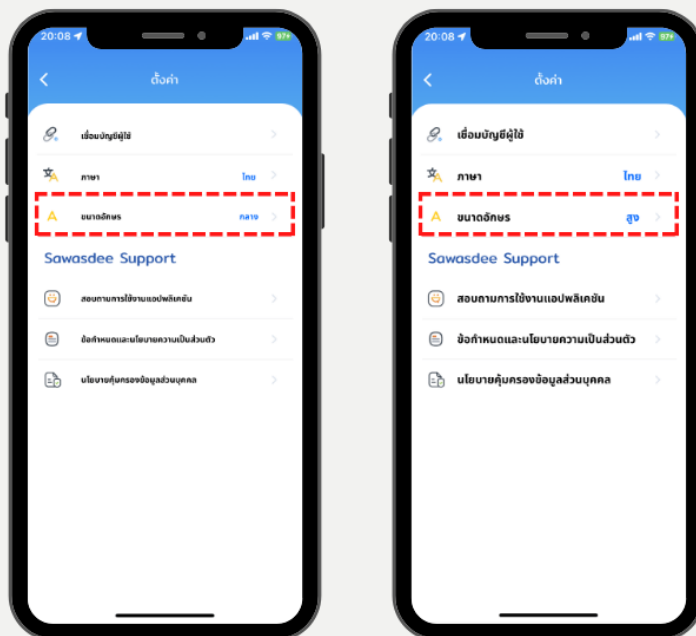 20:08
97+
ตั้งค่า
เชื่อมบัญชีผู้ใช้
ภาษา ไทย
ขนาดอักษร กลาง
Sawasdee Support
สอบถามการใช้งานแอปพลิเคชัน
ข้อกำหนดและนโยบายความเป็นส่วนตัว
นโยบายคุ้มครองข้อมูลส่วนบุคคล
20:08
97+
ตั้งค่า
เชื่อมบัญชีผู้ใช้
ภาษา ไทย
ขนาดอักษร สูง
Sawasdee Support
สอบถามการใช้งานแอปพลิเคชัน
ข้อกำหนดและนโยบายความเป็นส่วนตัว
นโยบายคุ้มครองข้อมูลส่วนบุคคล